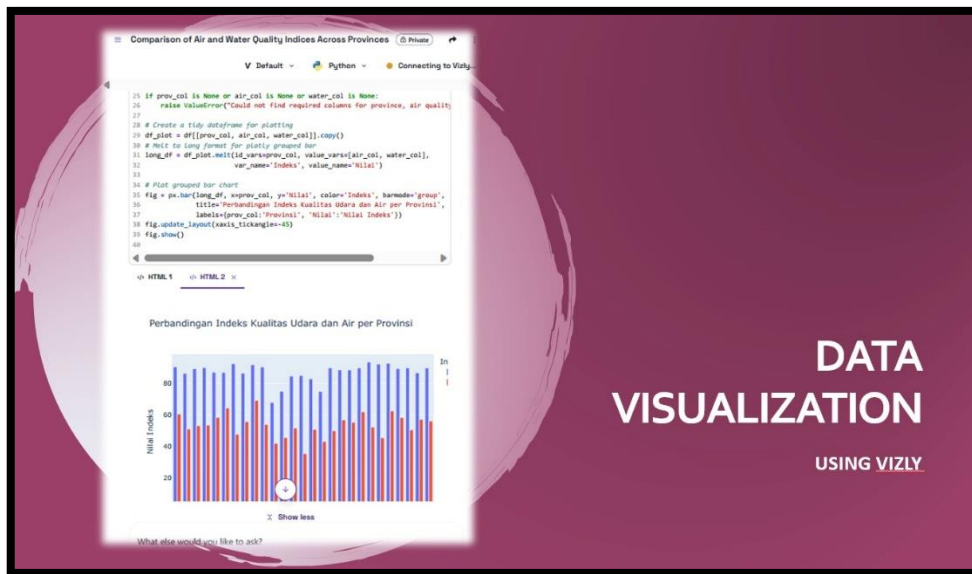 Comparison of Air and Water Quality Indices Across Provinces Private
V Default Python Connecting to Vizly...
25 if prov_col is None or air_col is None or water_col is None:
26 raise ValueError("Could not find required columns for province, air quality
27
28 # Create a tidy dataframe for plotting
29 df_plot = df[[prov_col, air_col, water_col]].copy()
30 # Melt to long format for plotly grouped bar
31 long_df = df_plot.melt(id_vars=prov_col, value_vars=[air_col, water_col],
32 var_name='Indeks', value_name='Nilai')
33
34 # Plot grouped bar chart
35 fig = px.bar(long_df, x=prov_col, y='Nilai', color='Indeks', barmode='group',
36 title='Perbandingan Indeks Kualitas Udara dan Air per Provinsi',
37 labels={prov_col:'Provinsi', 'Nilai':'Nilai Indeks'})
38 fig.update_layout(xaxis_tickangle=-45)
39 fig.show()
40
</> HTML 1 </> HTML 2 ×
Perbandingan Indeks Kualitas Udara dan Air per Provinsi
In
80
60
40
20
Nilai Indeks
Show less
What else would you like to ask?
DATA
VISUALIZATION
USING VIZLY